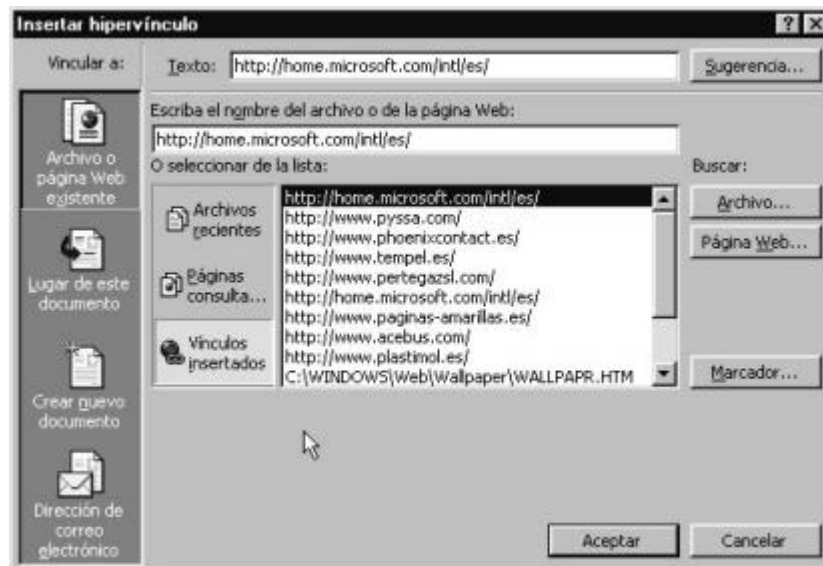 Insertar hipervínculo
Vincular a:
Texto: http://home.microsoft.com/intl/es/
Sugerencia...
Escriba el nombre del archivo o de la página Web:
http://home.microsoft.com/intl/es/
O seleccionar de la lista:
Buscar:
Archivo o
página Web
existente
Lugar de este
documento
Crear nuevo
documento
Dirección de
correo
electrónico
Archivos
recientes
Páginas
consulta...
Vínculos
insertados
http://home.microsoft.com/intl/es/
http://www.pyssa.com/
http://www.phoenixcontact.es/
http://www.tempel.es/
http://www.pertegazsl.com/
http://home.microsoft.com/intl/es/
http://www.paginas-amarillas.es/
http://www.acebus.com/
http://www.plastimol.es/
C:\WINDOWS\Web\Wallpaper\WALLPAPR.HTM
Archivo...
Página Web...
Marcador...
Aceptar
Cancelar